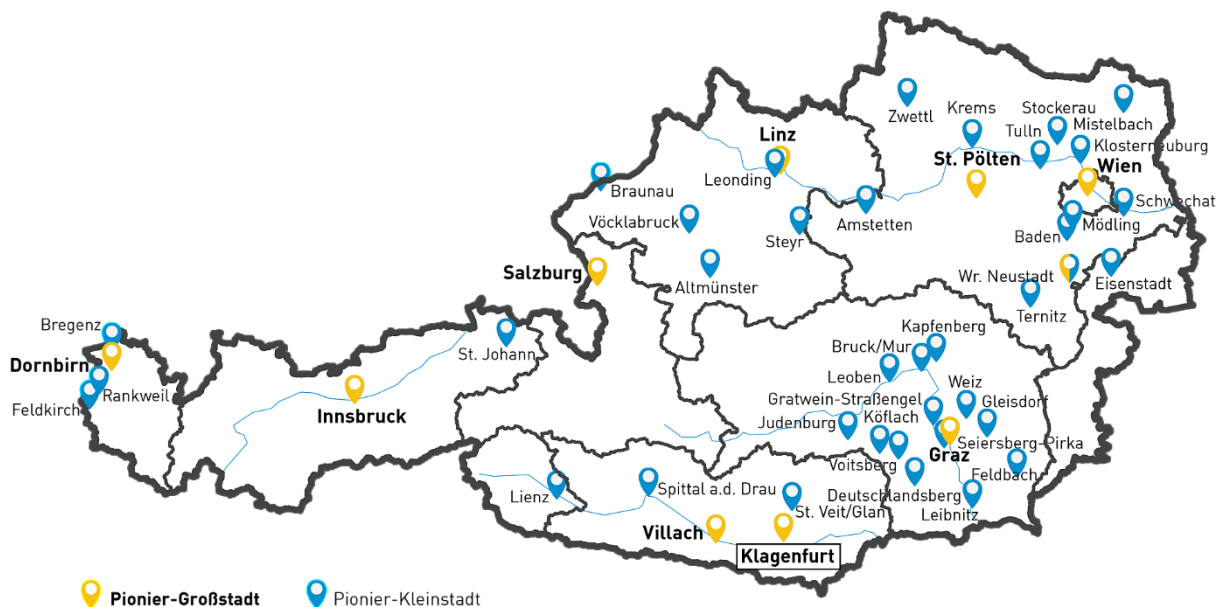 Zwettl
Krems
Stockerau
Mistelbach
Tulln
Klosterneuburg
Linz
St. Pölten
Wien
Leonding
Braunau
Schwechat
Vöcklabruck
Amstetten
Mödling
Steyr
Baden
Salzburg
Altmünster
Wr. Neustadt
Eisenstadt
Ternitz
Bregenz
Kapfenberg
St. Johann
Bruck/Mur
Dornbirn
Leoben
Rankweil
Weiz
Feldkirch
Gratwein-Straßengel
Gleisdorf
Innsbruck
Judenburg
Köflach
Seiersberg-Pirka
Graz
Voitsberg
Feldbach
Lienz
Spittal a.d. Drau
Deutschlandsberg
St. Veit/Glan
Leibnitz
Villach
Klagenfurt
Pionier-Großstadt
Pionier-Kleinstadt